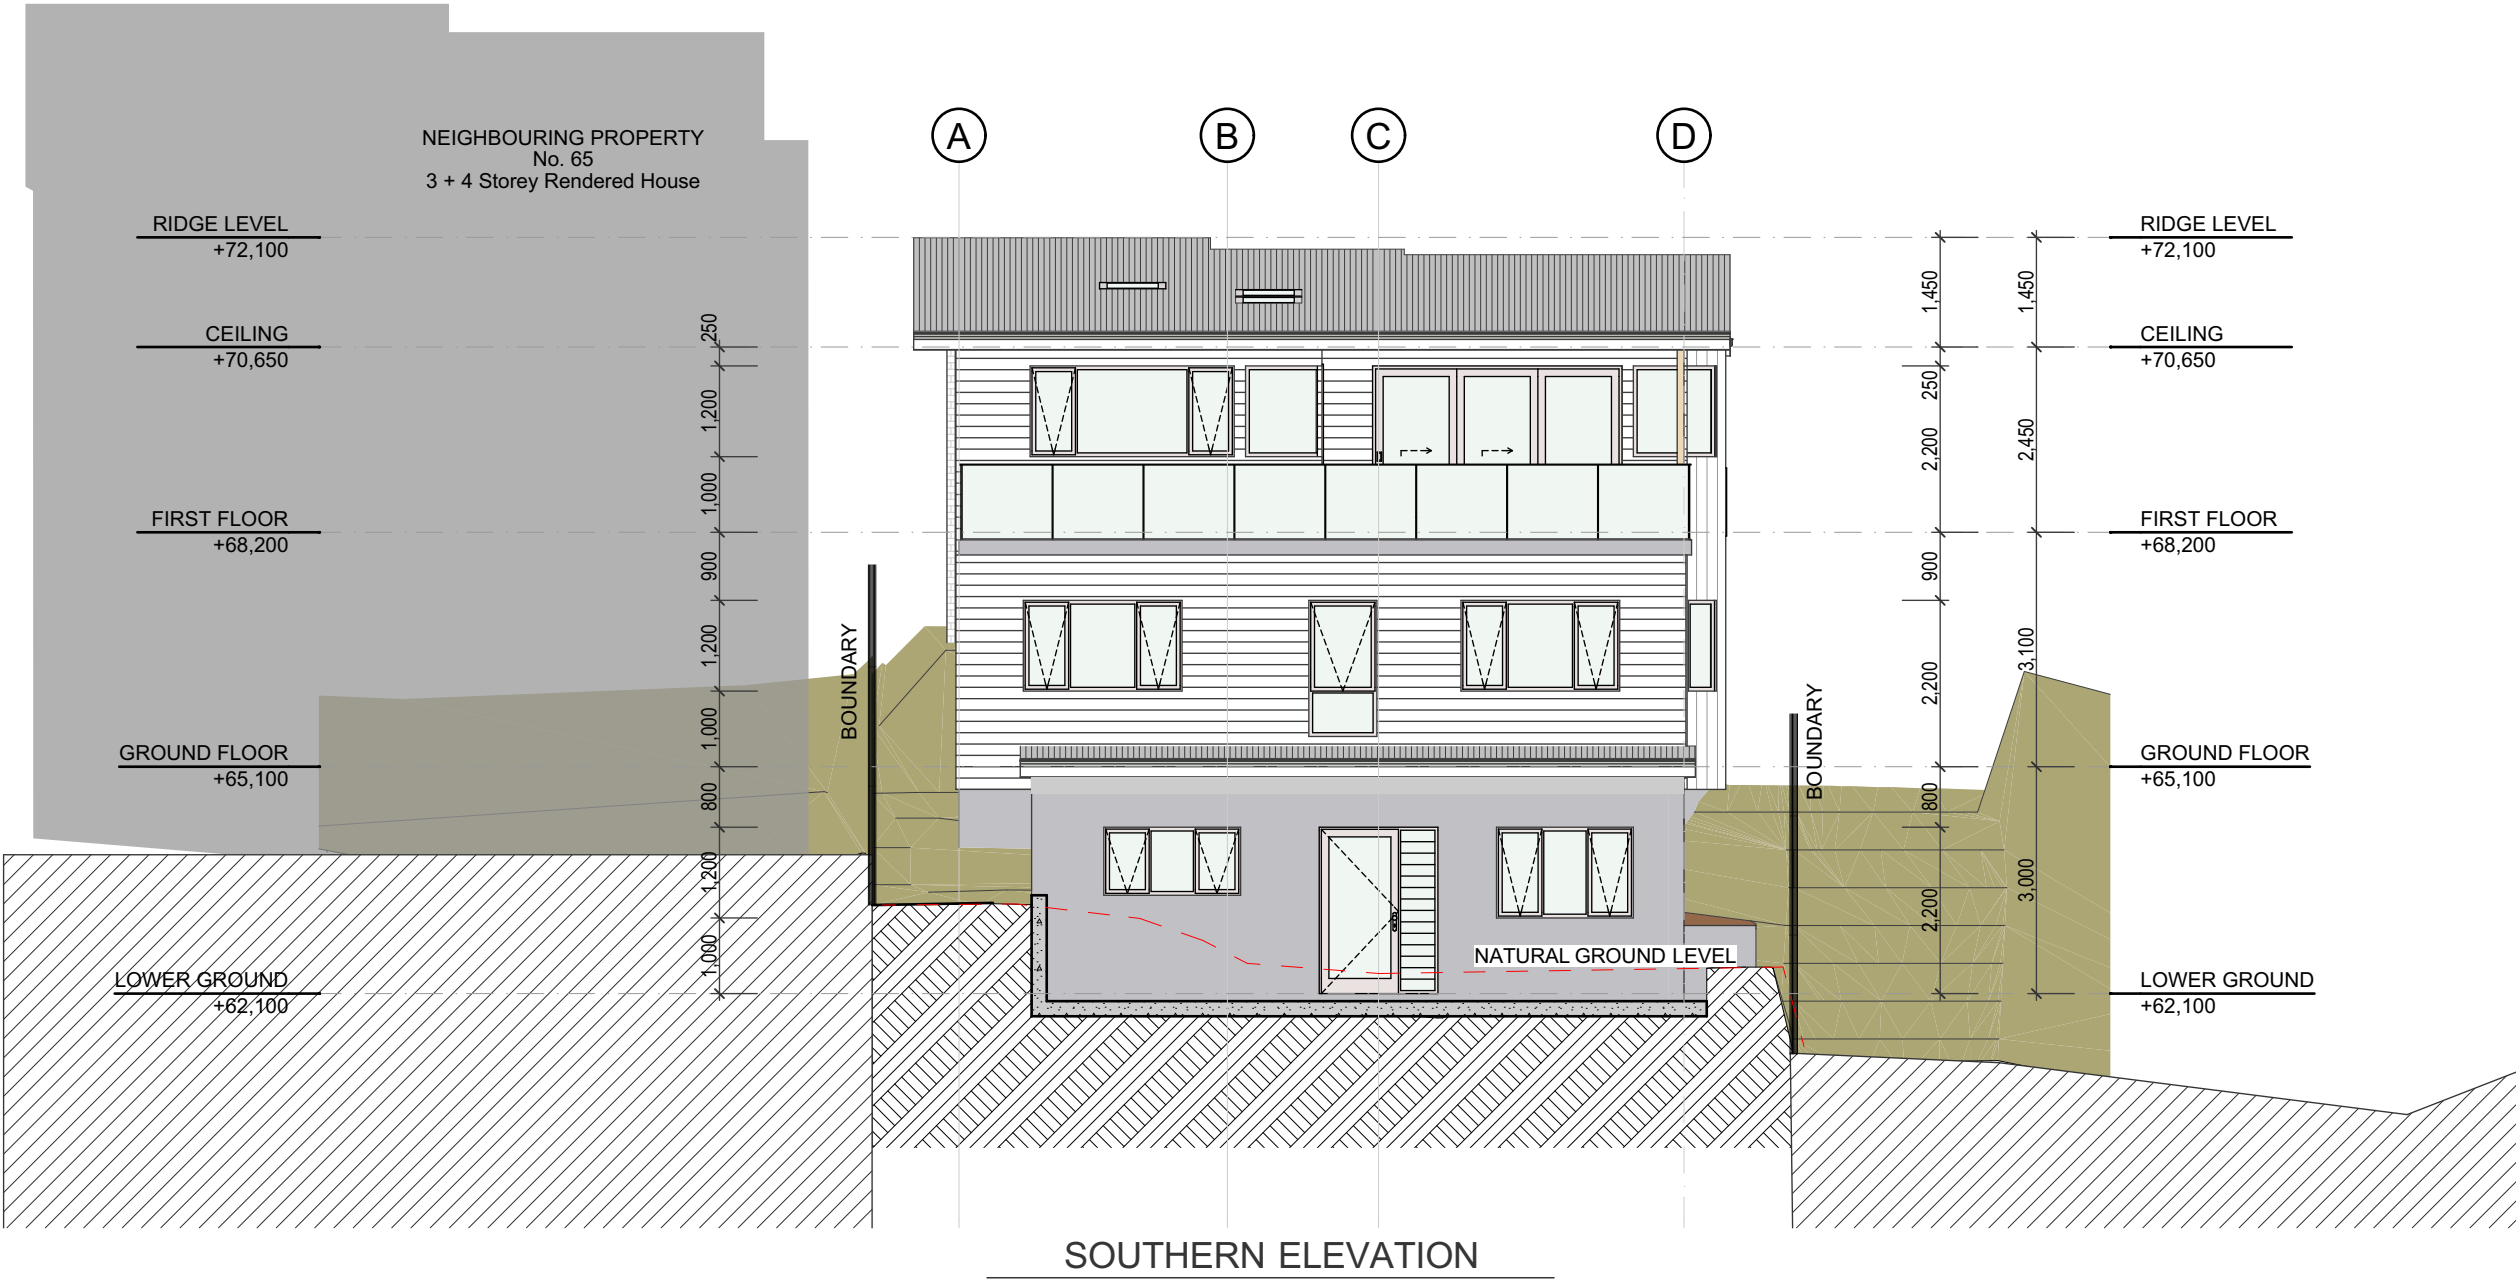 A
B
C
D
NEIGHBOURING PROPERTY
No. 65
3 + 4 Storey Rendered House
RIDGE LEVEL
+72,100
CEILING
+70,650
FIRST FLOOR
+68,200
GROUND FLOOR
+65,100
LOWER GROUND
+62,100
250
1,200
1,000
900
1,200
1,000
800
1,200
1,000
BOUNDARY
NATURAL GROUND LEVEL
BOUNDARY
1,450
250
2,200
900
2,200
800
2,200
1,450
2,450
3,100
3,000
RIDGE LEVEL
+72,100
CEILING
+70,650
FIRST FLOOR
+68,200
GROUND FLOOR
+65,100
LOWER GROUND
+62,100
SOUTHERN ELEVATION